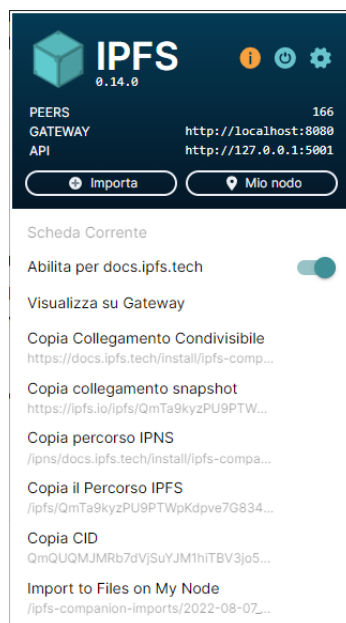 IPFS
0.14.0
PEERS 166
GATEWAY http://localhost:8080
API http://127.0.0.1:5001
Importa Mio nodo
Scheda Corrente
Abilita per docs.ipfs.tech
Visualizza su Gateway
Copia Collegamento Condivisibile
https://docs.ipfs.tech/install/ipfs-comp...
Copia collegamento snapshot
https://ipfs.io/ipfs/QmTa9kyzPU9PTW...
Copia percorso IPNS
/ipns/docs.ipfs.tech/install/ipfs-compa...
Copia il Percorso IPFS
/ipfs/QmTa9kyzPU9PTWpKdpve7G834...
Copia CID
QmQUQMJMRb7dVjSuYJM1hiTBV3jo5...
Import to Files on My Node
/ipfs-companion-imports/2022-08-07_...